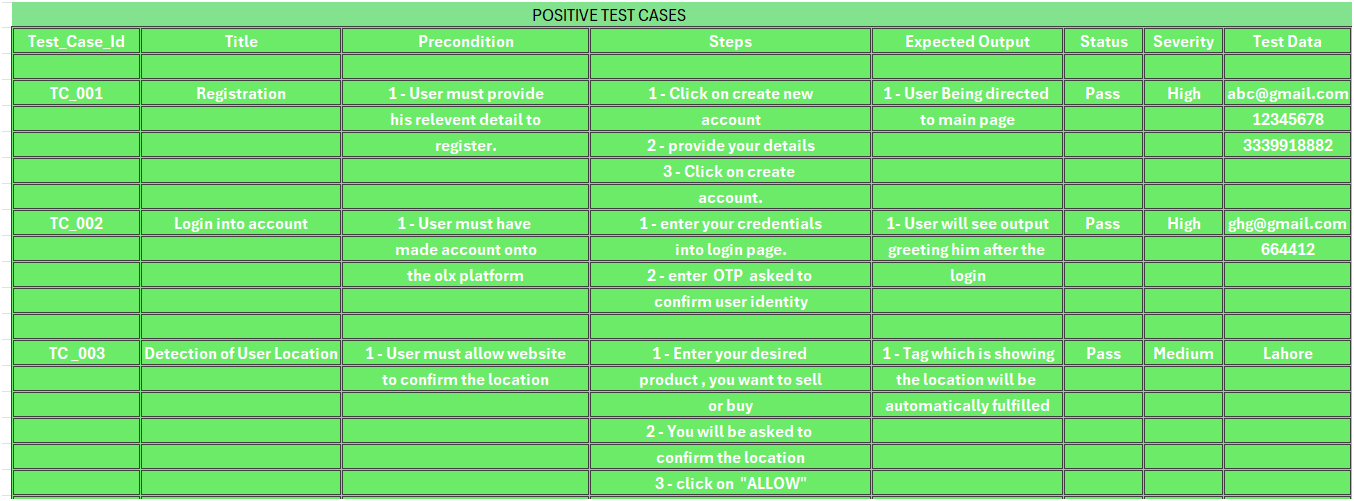 POSITIVE TEST CASES
Test_Case_Id Title Precondition Steps Expected Output Status Severity Test Data
TC_001 Registration 1 - User must provide 1 - Click on create new 1 - User Being directed Pass High abc@gmail.com
his relevent detail to account to main page 12345678
register. 2 - provide your details 3339918882
3 - Click on create
account.
TC_002 Login into account 1 - User must have 1 - enter your credentials 1- User will see output Pass High ghg@gmail.com
made account onto into login page. greeting him after the 664412
the olx platform 2 - enter OTP asked to login
confirm user identity
TC _003 Detection of User Location 1 - User must allow website 1 - Enter your desired 1 - Tag which is showing Pass Medium Lahore
to confirm the location product , you want to sell the location will be
or buy automatically fulfilled
2 - You will be asked to
confirm the location
3 - click on "ALLOW"